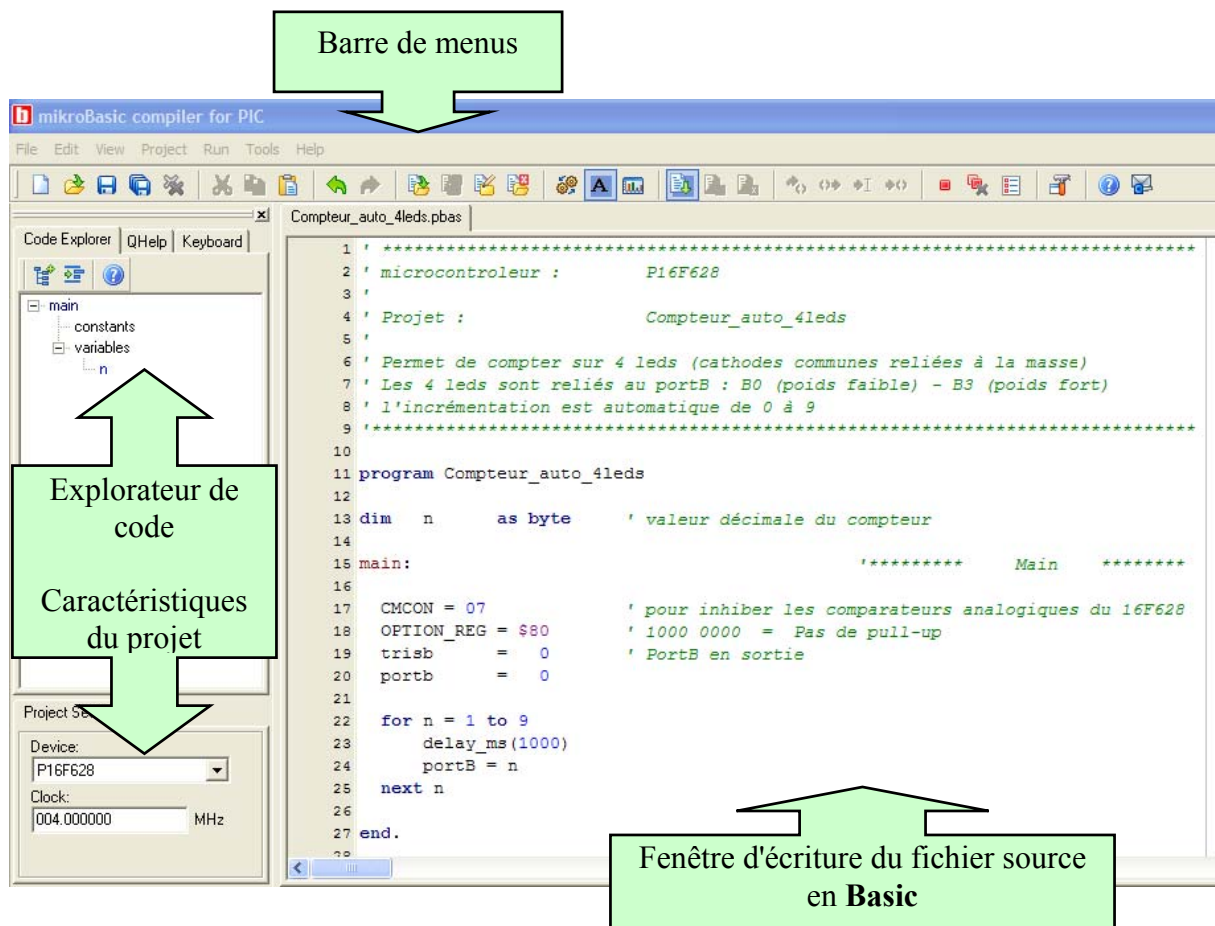 Barre de menus
mikroBasic compiler for PIC
File Edit View Project Run Tools Help
Compteur_auto_4leds.pbas
Code Explorer QHelp Keyboard
main
constants
variables
n
Explorateur de
code
Caractéristiques
du projet
Project
Device:
P16F628
Clock:
004.000000 MHz
1 ' ******************************************************************************
2 ' microcontroleur : P16F628
3 '
4 ' Projet : Compteur_auto_4leds
5 '
6 ' Permet de compter sur 4 leds (cathodes communes reliées à la masse)
7 ' Les 4 leds sont reliés au portB : B0 (poids faible) - B3 (poids fort)
8 ' l'incrémentation est automatique de 0 à 9
9 '*******************************************************************************
10
11 program Compteur_auto_4leds
12
13 dim n as byte ' valeur décimale du compteur
14
15 main: '********* Main ********
16
17 CMCON = 07 ' pour inhiber les comparateurs analogiques du 16F628
18 OPTION_REG = $80 ' 1000 0000 = Pas de pull-up
19 trisb = 0 ' PortB en sortie
20 portb = 0
21
22 for n = 1 to 9
23 delay_ms(1000)
24 portB = n
25 next n
26
27 end.
28
Fenêtre d'écriture du fichier source
en Basic